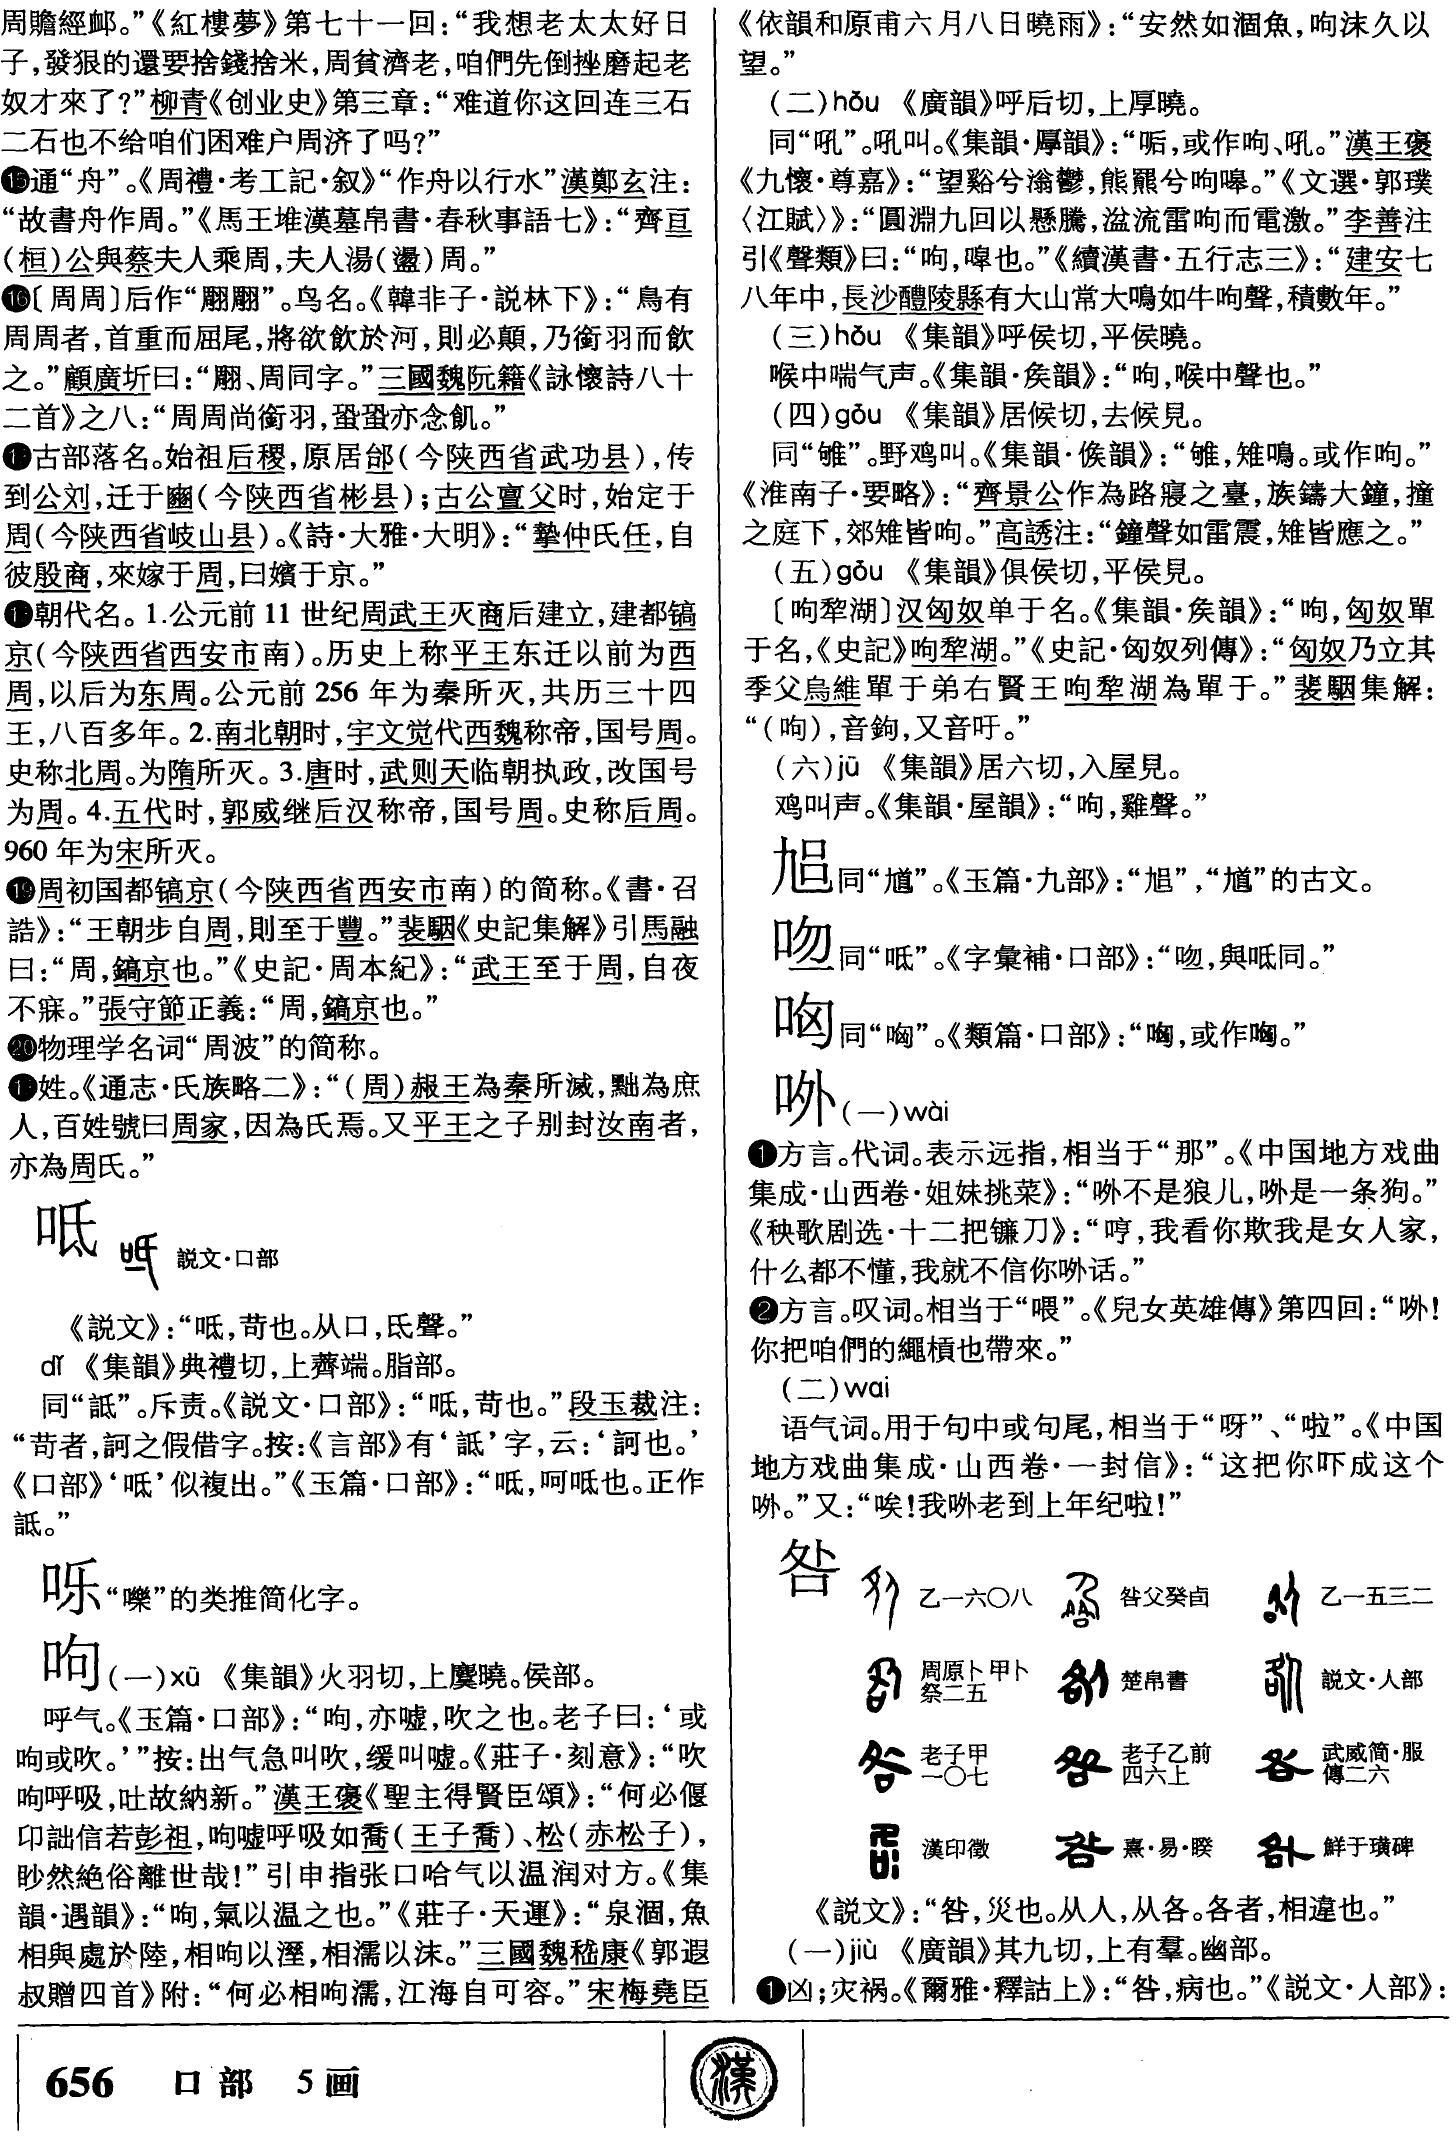 周贍經䘏。”《紅樓夢》第七十一回：“我想老太太好日
子，發狠的還要捨錢捨米，周貧濟老，咱們先倒挫磨起老
奴才來了？”柳青《创业史》第三章：“难道你这回连三石
二石也不给咱们困难户周济了吗？”
⓯通“舟”。《周禮·考工記·叙》“作舟以行水”漢鄭玄注：
“故書舟作周。”《馬王堆漢墓帛書·春秋事語七》：“齊亘
（桓）公與蔡夫人乘周，夫人湯（盪）周。”
⓰〔周周〕后作“翢翢”。鸟名。《韓非子·説林下》：“鳥有
周周者，首重而屈尾，將欲飲於河，則必顛，乃銜羽而飲
之。”顧廣圻曰：“翢、周同字。”三國魏阮籍《詠懷詩八十
二首》之八：“周周尚銜羽，蛩蛩亦念飢。”
古部落名。始祖后稷，原居邰（今陕西省武功县），传
到公刘，迁于豳（今陕西省彬县）；古公亶父时，始定于
周（今陕西省岐山县）。《詩·大雅·大明》：“摯仲氏任，自
彼殷商，來嫁于周，曰嬪于京。”
朝代名。1.公元前11世纪周武王灭商后建立，建都镐
京（今陕西省西安市南）。历史上称平王东迁以前为西
周，以后为东周。公元前256年为秦所灭，共历三十四
王，八百多年。2.南北朝时，宇文觉代西魏称帝，国号周。
史称北周。为隋所灭。3.唐时，武则天临朝执政，改国号
为周。4.五代时，郭威继后汉称帝，国号周。史称后周。
960年为宋所灭。
⓳周初国都镐京（今陕西省西安市南）的简称。《書·召
誥》：“王朝步自周，則至于豐。”裴駰《史記集解》引馬融
曰：“周，鎬京也。”《史記·周本紀》：“武王至于周，自夜
不寐。”張守節正義：“周，鎬京也。”
⓴物理学名词“周波”的简称。
姓。《通志·氏族略二》：“（周）赧王為秦所滅，黜為庶
人，百姓號曰周家，因為氏焉。又平王之子别封汝南者，
亦為周氏。”
呧 説文·口部
《説文》：“呧，苛也。从口，氐聲。”
dǐ 《集韻》典禮切，上薺端。脂部。
同“詆”。斥责。《説文·口部》：“呧，苛也。”段玉裁注：
“苛者，訶之假借字。按：《言部》有‘詆’字，云：‘訶也。’
《口部》‘呧’似複出。”《玉篇·口部》：“呧，呵呧也。正作
詆。”
𠮿“嚛”的类推简化字。
呴（一）xǔ 《集韻》火羽切，上麌曉。侯部。
呼气。《玉篇·口部》：“呴，亦嘘，吹之也。老子曰：‘或
呴或吹。’”按：出气急叫吹，缓叫嘘。《莊子·刻意》：“吹
呴呼吸，吐故納新。”漢王褒《聖主得賢臣頌》：“何必偃
卬詘信若彭祖，呴嘘呼吸如喬（王子喬）、松（赤松子），
眇然絶俗離世哉！”引申指张口哈气以温润对方。《集
韻·遇韻》：“呴，氣以温之也。”《莊子·天運》：“泉涸，魚
相與處於陸，相呴以溼，相濡以沫。”三國魏嵇康《郭遐
叔贈四首》附：“何必相呴濡，江海自可容。”宋梅堯臣
《依韻和原甫六月八日曉雨》：“安然如涸魚，呴沫久以
望。”
（二）hǒu 《廣韻》呼后切，上厚曉。
同“吼”。吼叫。《集韻·厚韻》：“㖃，或作呴、吼。”漢王褒
《九懷·尊嘉》：“望谿兮滃鬱，熊羆兮呴嗥。”《文選·郭璞
〈江賦〉》：“圓淵九回以懸騰，湓流雷呴而電激。”李善注
引《聲類》曰：“呴，嘷也。”《續漢書·五行志三》：“建安七
八年中，長沙醴陵縣有大山常大鳴如牛呴聲，積數年。”
（三）hǒu 《集韻》呼侯切，平侯曉。
喉中喘气声。《集韻·矦韻》：“呴，喉中聲也。”
（四）gǒu 《集韻》居候切，去候見。
同“雊”。野鸡叫。《集韻·候韻》：“雊，雉鳴。或作呴。”
《淮南子·要略》：“齊景公作為路寢之臺，族鑄大鐘，撞
之庭下，郊雉皆呴。”高誘注：“鐘聲如雷震，雉皆應之。”
（五）gǒu 《集韻》俱侯切，平侯見。
〔呴犂湖〕汉匈奴单于名。《集韻·矦韻》：“呴，匈奴單
于名，《史記》呴犂湖。”《史記·匈奴列傳》：“匈奴乃立其
季父烏維單于弟右賢王呴犂湖為單于。”裴駰集解：
“（呴），音鉤，又音吁。”
（六）jū 《集韻》居六切，入屋見。
鸡叫声。《集韻·屋韻》：“呴，雞聲。”
同“馗”。《玉篇·九部》：“”，“馗”的古文。
同“呧”。《字彙補·口部》：“，與呧同。”
同“㗇”。《類篇·口部》：“，或作。”
㖞（一）wài
❶方言。代词。表示远指，相当于“那”。《中国地方戏曲
集成·山西卷·姐妹挑菜》：“不是狼儿，是一条狗。”
《秧歌剧选·十二把镰刀》：“哼，我看你欺我是女人家，
什么都不懂，我就不信你话。”
❷方言。叹词。相当于“喂”。《兒女英雄傳》第四回：“！
你把咱們的繩槓也帶來。”
（二）wai
语气词。用于句中或句尾，相当于“呀”、“啦”。《中国
地方戏曲集成·山西卷·一封信》：“这把你吓成这个
。”又：“唉！我老到上年纪啦！”
咎 乙一六〇八 咎父癸卣 乙一五三二
周原卜甲卜祭二五 楚帛書 説文·人部
老子甲一〇七 老子乙前四六上 武威简·服傳二六
漢印徵 熹·易·睽 鮮于璜碑
《説文》：“咎，災也。从人，从各。各者，相違也。”
（一）jiù 《廣韻》其九切，上有羣。幽部。
❶凶；灾祸。《爾雅·釋詁上》：“咎，病也。”《説文·人部》：
656 口部 5画
漢